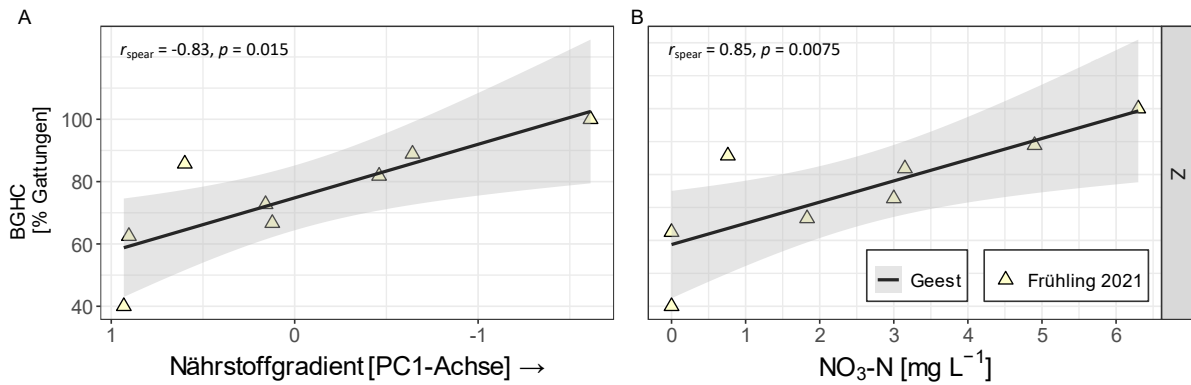 A
r_spear = -0.83, p = 0.015
BGHC
[% Gattungen]
100
80
60
40
1
0
-1
Nährstoffgradient [PC1-Achse] →
B
r_spear = 0.85, p = 0.0075
Geest
Frühling 2021
0
1
2
3
4
5
6
NO₃-N [mg L⁻¹]
Z